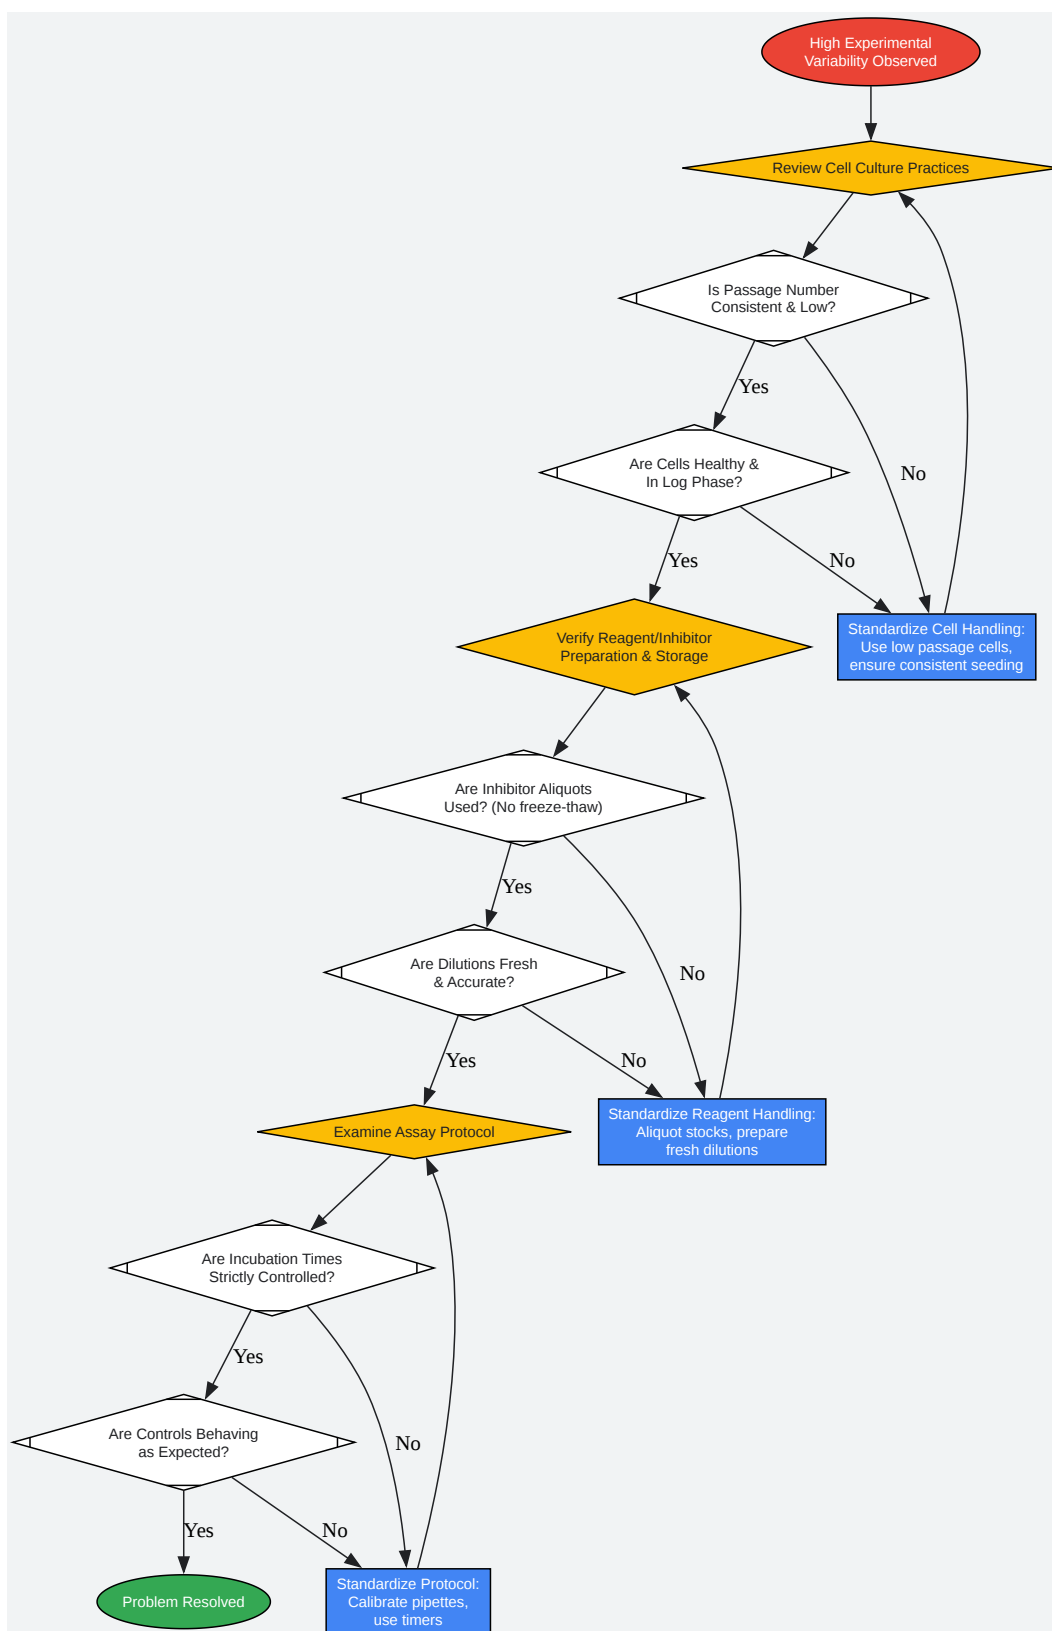 High Experimental
Variability Observed
Review Cell Culture Practices
Is Passage Number
Consistent & Low?
Yes
No
Are Cells Healthy &
In Log Phase?
Yes
No
Standardize Cell Handling:
Use low passage cells,
ensure consistent seeding
Verify Reagent/Inhibitor
Preparation & Storage
Are Inhibitor Aliquots
Used? (No freeze-thaw)
Yes
No
Are Dilutions Fresh
& Accurate?
Yes
No
Standardize Reagent Handling:
Aliquot stocks, prepare
fresh dilutions
Examine Assay Protocol
Are Incubation Times
Strictly Controlled?
Yes
No
Are Controls Behaving
as Expected?
Yes
No
Problem Resolved
Standardize Protocol:
Calibrate pipettes,
use timers